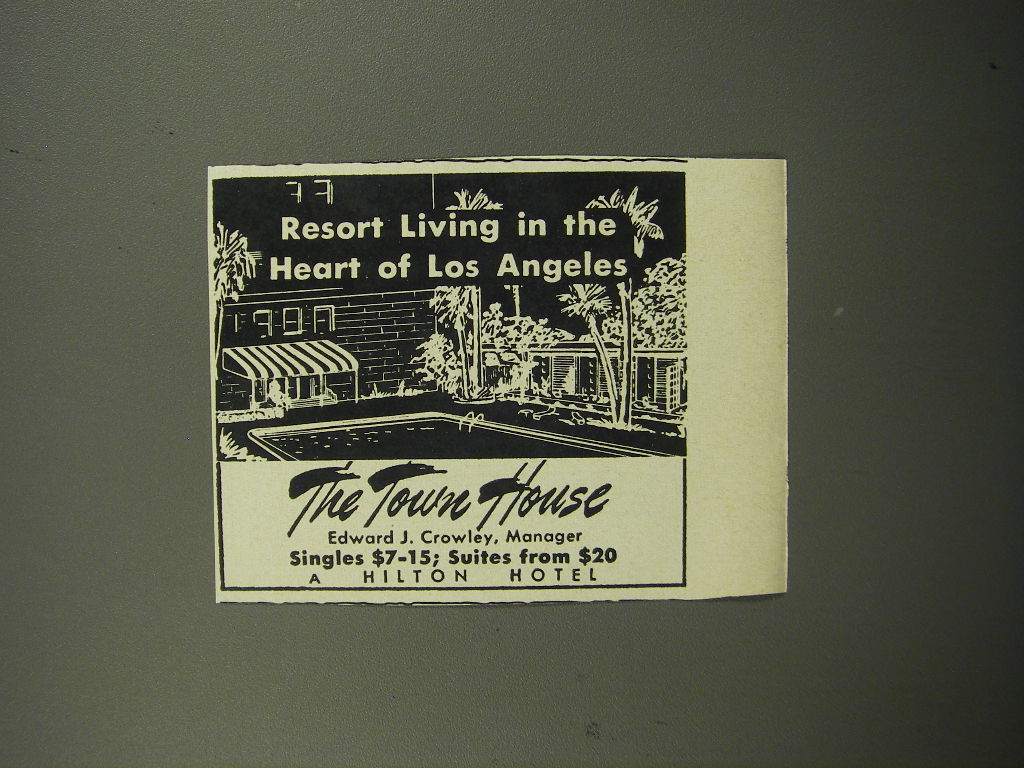 Resort Living in the
Heart of Los Angeles
The Town House
Edward J. Crowley, Manager
Singles $7-15; Suites from $20
A HILTON HOTEL